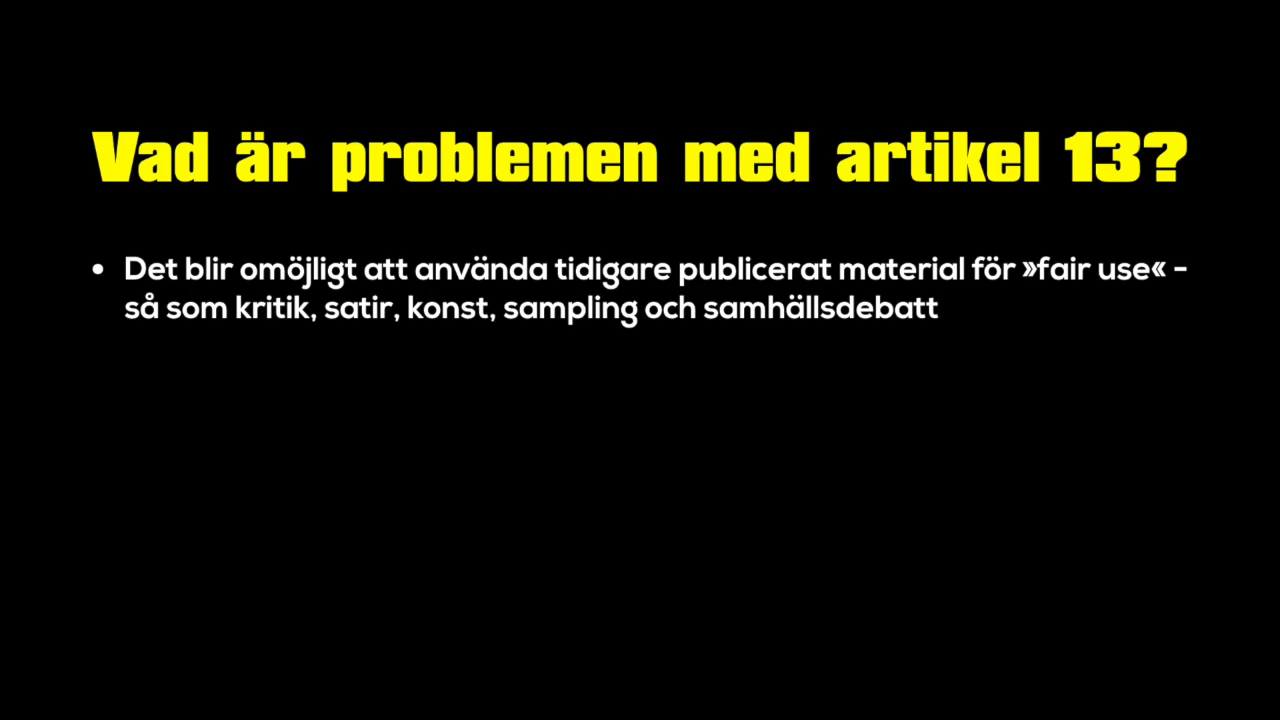 Vad är problemen med artikel 13?
• Det blir omöjligt att använda tidigare publicerat material för »fair use« -
så som kritik, satir, konst, sampling och samhällsdebatt